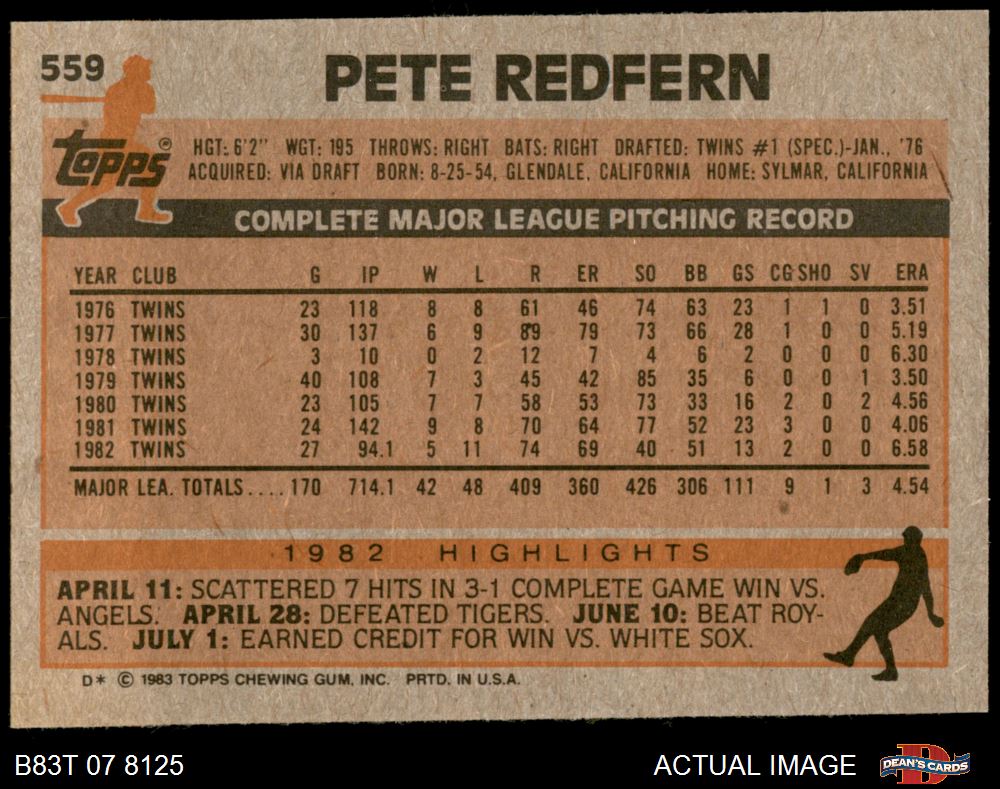 559
PETE REDFERN
Topps®
HGT: 6'2" WGT: 195 THROWS: RIGHT BATS: RIGHT DRAFTED: TWINS #1 (SPEC.)-JAN., '76
ACQUIRED: VIA DRAFT BORN: 8-25-54, GLENDALE, CALIFORNIA HOME: SYLMAR, CALIFORNIA
COMPLETE MAJOR LEAGUE PITCHING RECORD
YEAR CLUB G IP W L R ER SO BB GS CG SHO SV ERA
1976 TWINS 23 118 8 8 61 46 74 63 23 1 1 0 3.51
1977 TWINS 30 137 6 9 89 79 73 66 28 1 0 0 5.19
1978 TWINS 3 10 0 2 12 7 4 6 2 0 0 0 6.30
1979 TWINS 40 108 7 3 45 42 85 35 6 0 0 1 3.50
1980 TWINS 23 105 7 7 58 53 73 33 16 2 0 2 4.56
1981 TWINS 24 142 9 8 70 64 77 52 23 3 0 0 4.06
1982 TWINS 27 94.1 5 11 74 69 40 51 13 2 0 0 6.58
MAJOR LEA. TOTALS.... 170 714.1 42 48 409 360 426 306 111 9 1 3 4.54
1982 HIGHLIGHTS
APRIL 11: SCATTERED 7 HITS IN 3-1 COMPLETE GAME WIN VS.
ANGELS. APRIL 28: DEFEATED TIGERS. JUNE 10: BEAT ROY-
ALS. JULY 1: EARNED CREDIT FOR WIN VS. WHITE SOX.
D* © 1983 TOPPS CHEWING GUM, INC. PRTD. IN U.S.A.
B83T 07 8125
ACTUAL IMAGE
D
DEAN'S CARDS